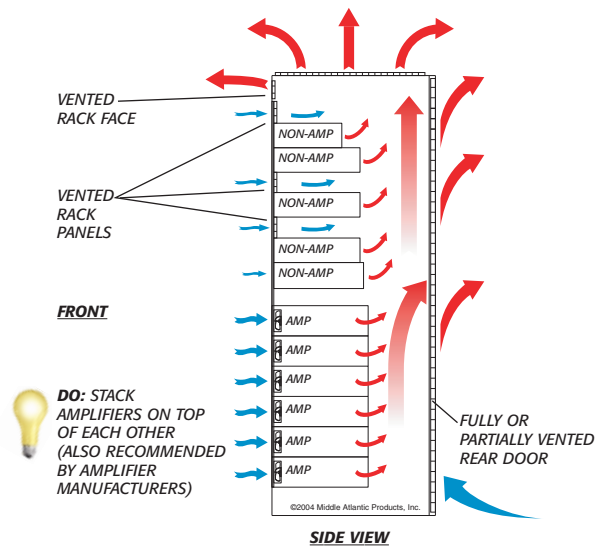 VENTED
RACK FACE
NON-AMP
NON-AMP
VENTED
RACK
PANELS
NON-AMP
NON-AMP
NON-AMP
FRONT
AMP
AMP
AMP
AMP
AMP
AMP
DO: STACK
AMPLIFIERS ON TOP
OF EACH OTHER
(ALSO RECOMMENDED
BY AMPLIFIER
MANUFACTURERS)
FULLY OR
PARTIALLY VENTED
REAR DOOR
©2004 Middle Atlantic Products, Inc.
SIDE VIEW